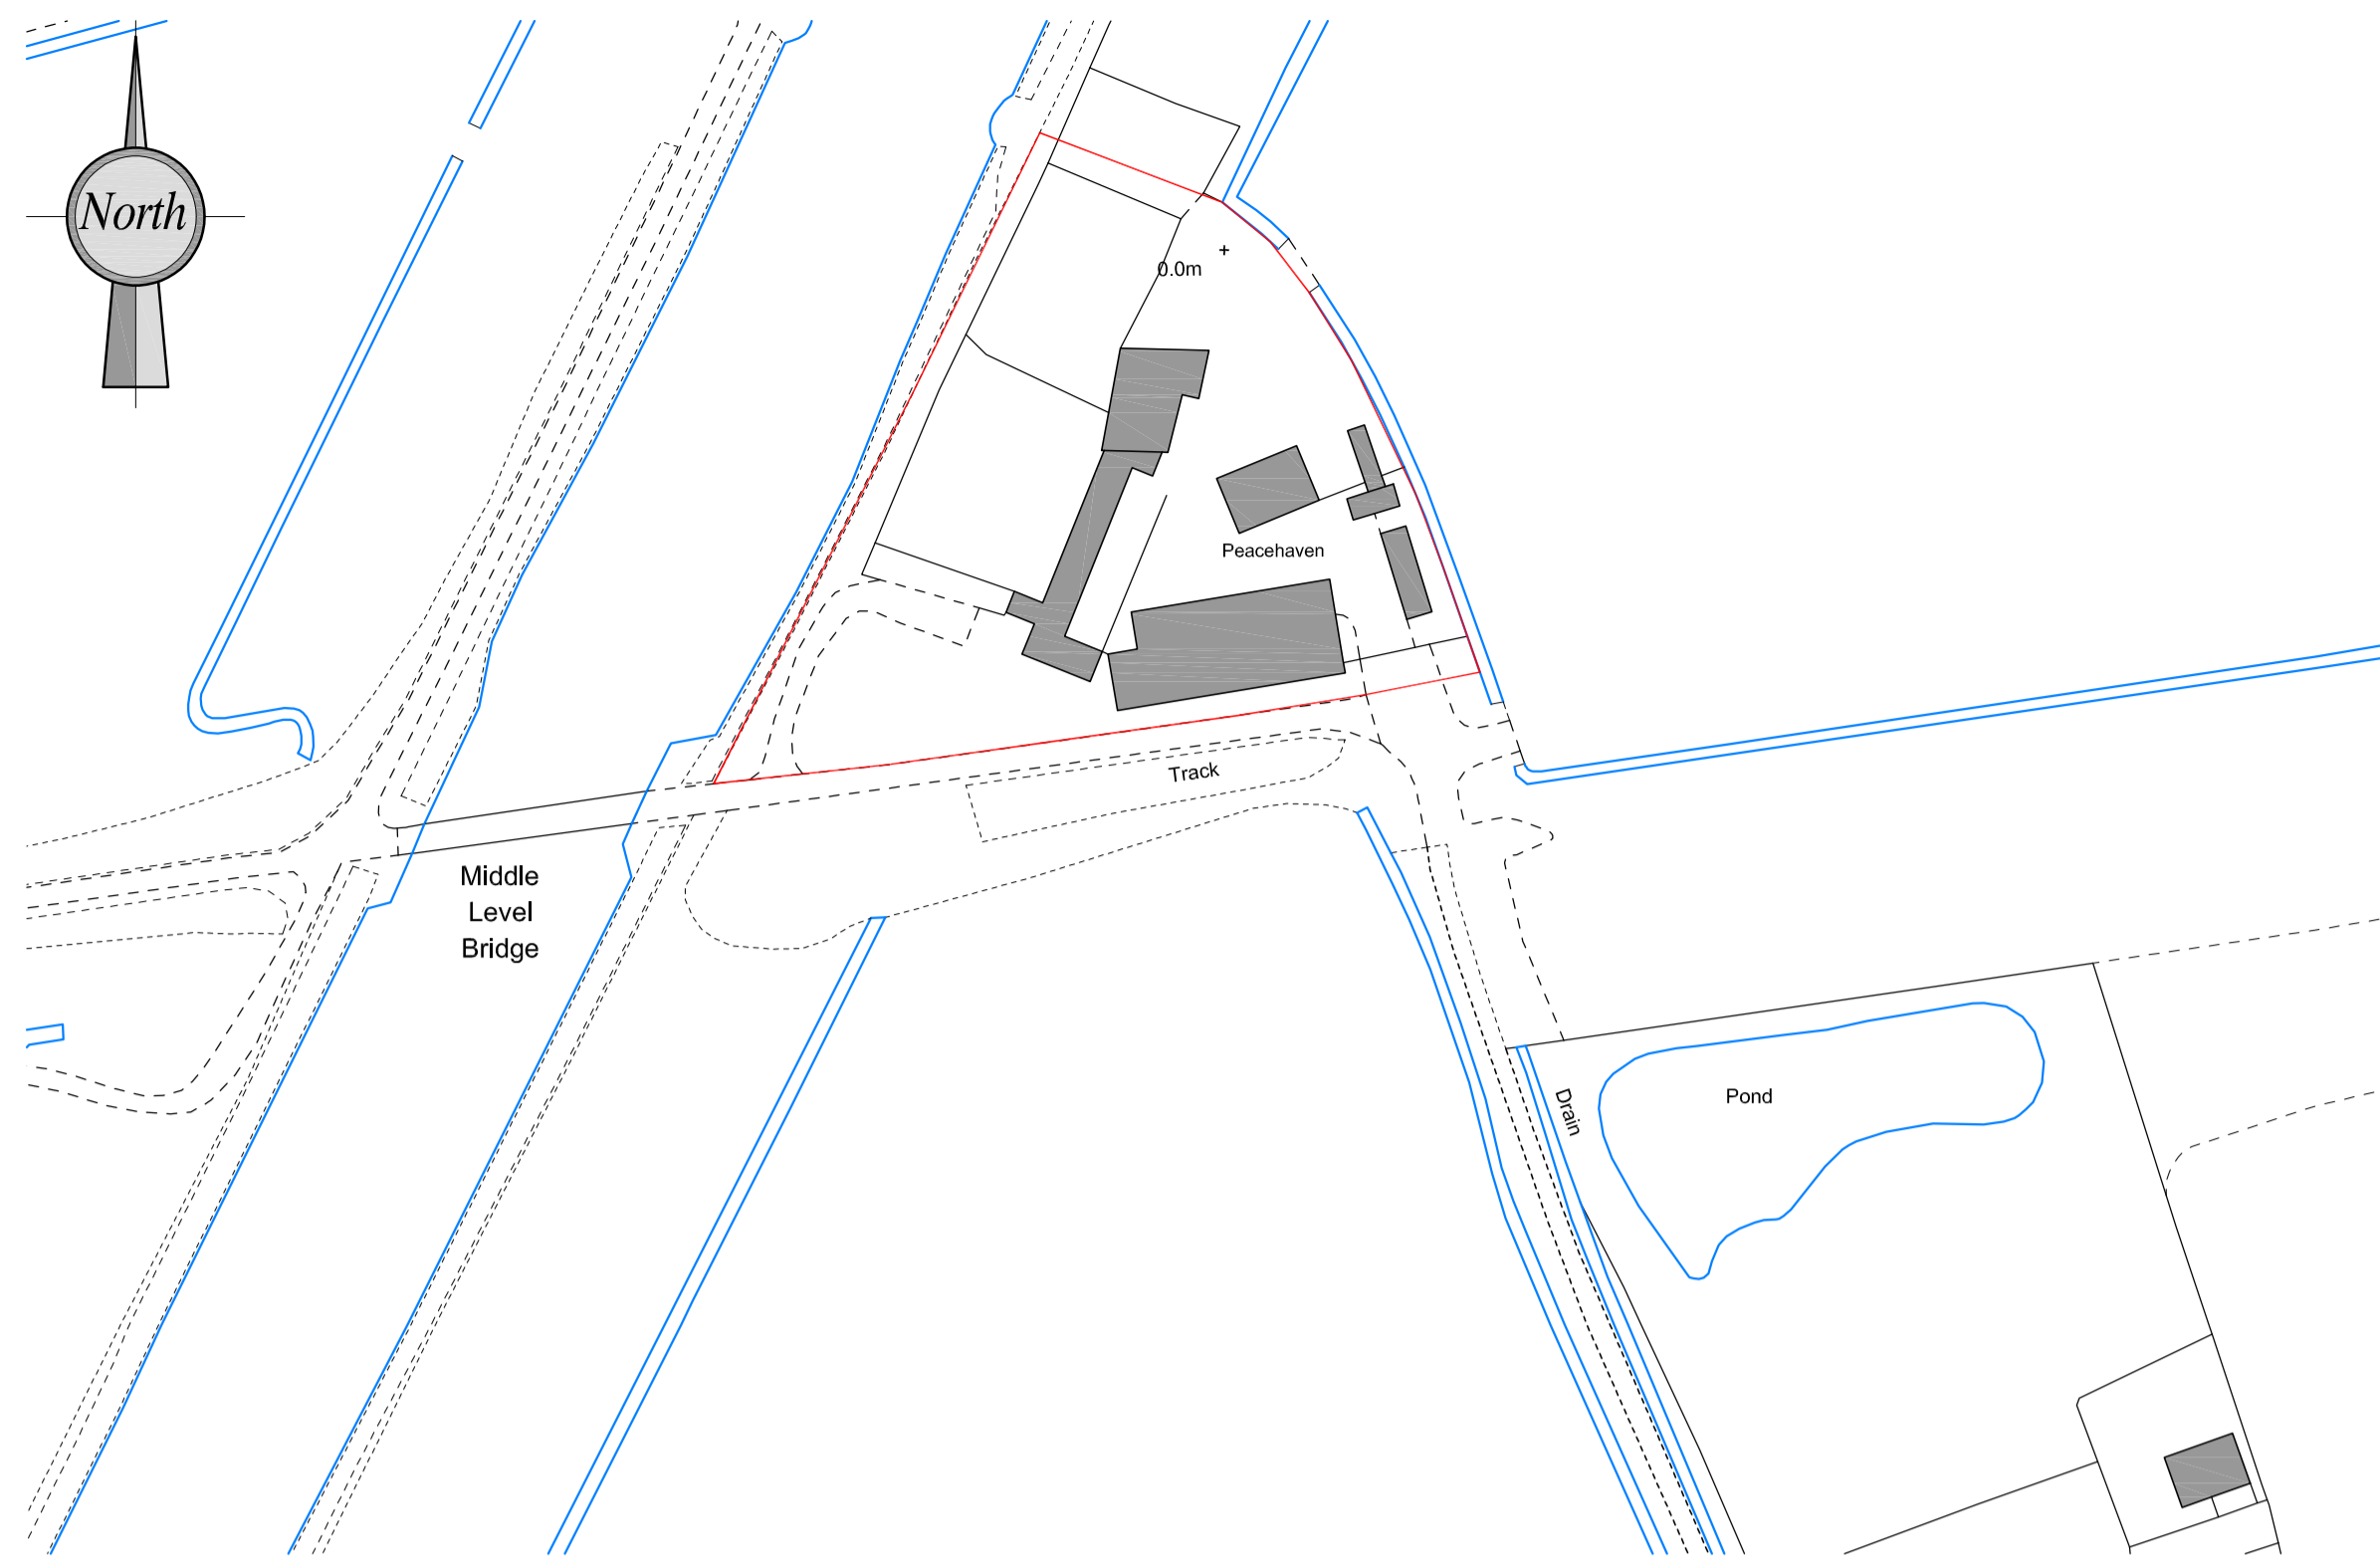 North
0.0m
Peacehaven
Track
Middle
Level
Bridge
Pond
Drain